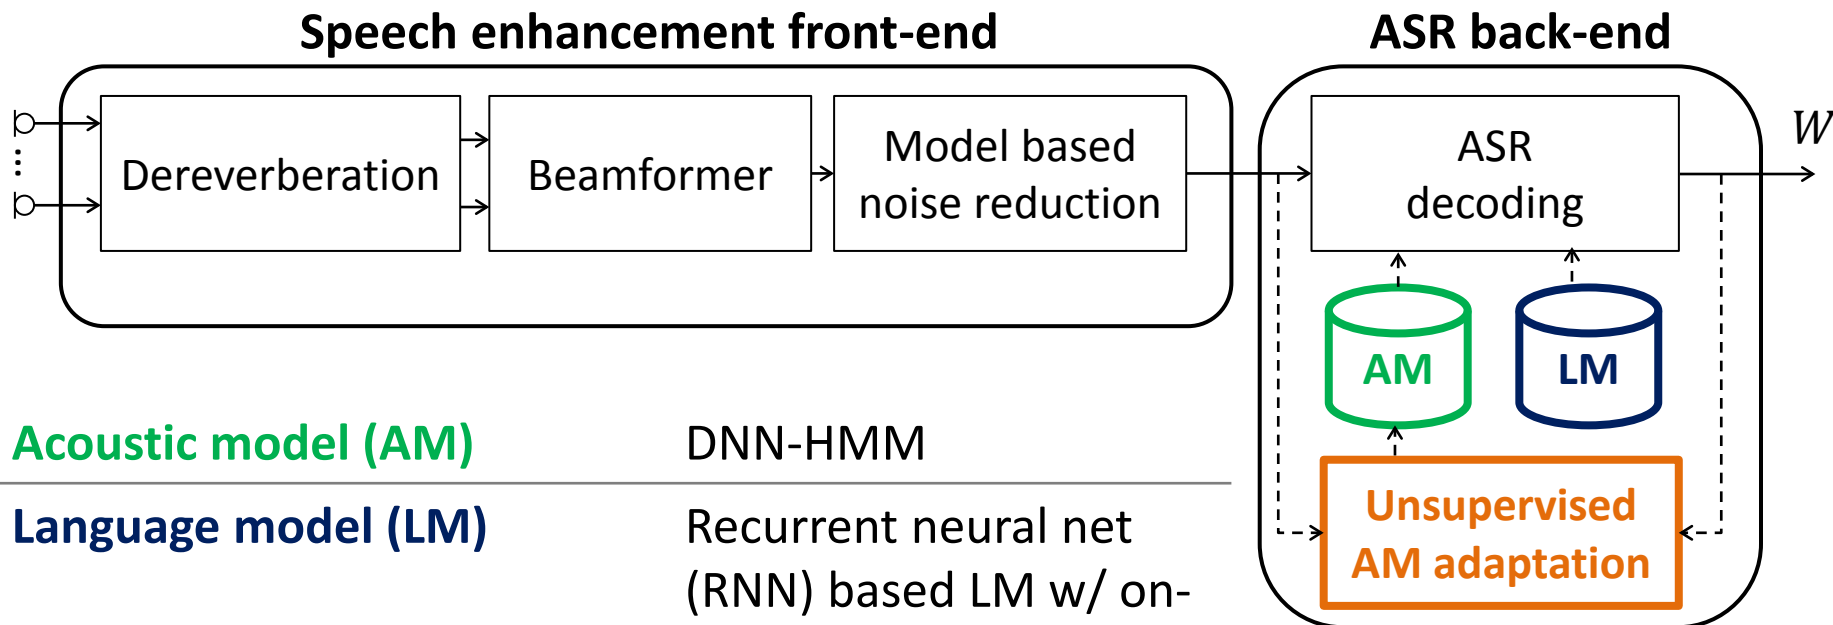 Speech enhancement front-end
ASR back-end
Dereverberation
Beamformer
Model based
noise reduction
ASR
decoding
W
...
AM
LM
Unsupervised
AM adaptation
Acoustic model (AM)
DNN-HMM
Language model (LM)
Recurrent neural net
(RNN) based LM w/ on-